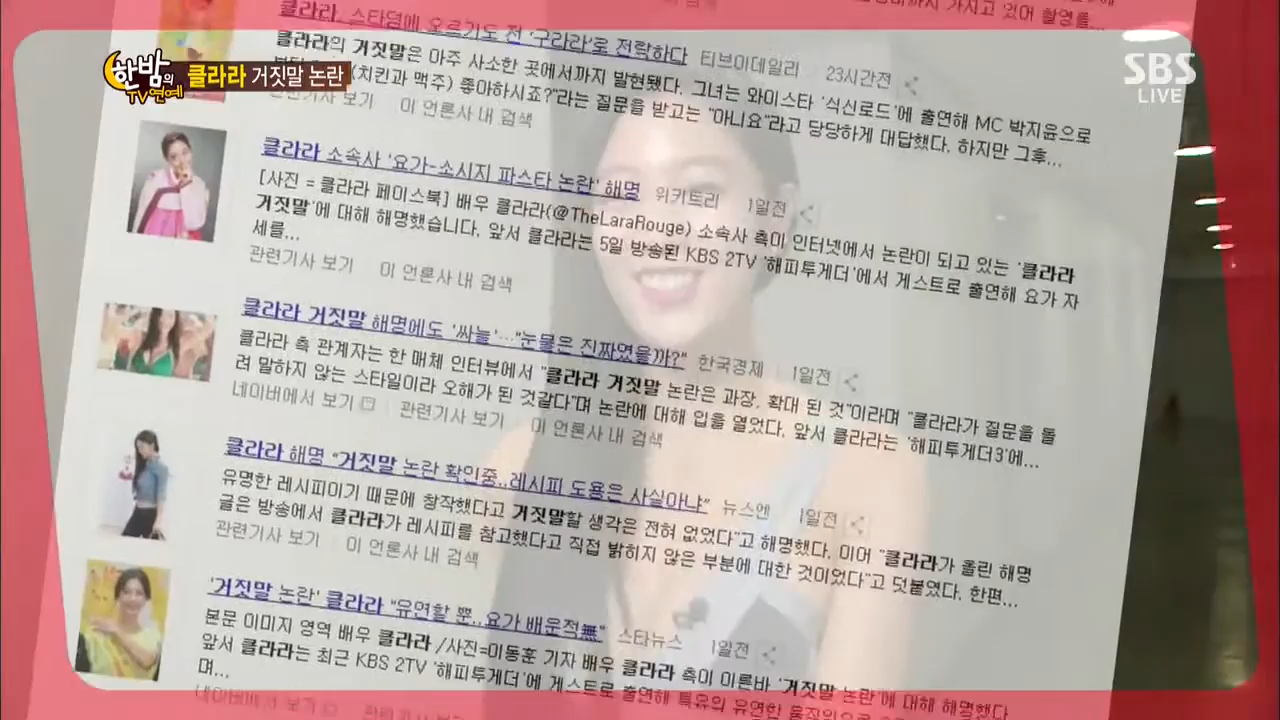 클라라, 스타덤에 오르기도 전 '구라라'로 전락하다 티브이데일리 23시간전
클라라의 거짓말은 아주 사소한 곳에서까지 발현됐다. 그녀는 와이스타 '식신로드'에 출연해 MC 박지윤으로
(치킨과 맥주) 좋아하시죠?"라는 질문을 받고는 "아니요"라고 당당하게 대답했다. 하지만 그후...
관련기사 보기 이 언론사 내 검색
한밤의
TV연예
클라라 거짓말 논란
SBS
LIVE
클라라 소속사 '요가-소시지 파스타 논란' 해명 위키트리 1일전
[사진 = 클라라 페이스북] 배우 클라라(@TheLaraRouge) 소속사 측이 인터넷에서 논란이 되고 있는 '클라라
거짓말'에 대해 해명했습니다. 앞서 클라라는 5일 방송된 KBS 2TV '해피투게더'에서 게스트로 출연해 요가 자
세를...
관련기사 보기 이 언론사 내 검색
클라라 거짓말 해명에도 '싸늘'…"눈물은 진짜였을까?" 한국경제 1일전
클라라 측 관계자는 한 매체 인터뷰에서 "클라라 거짓말 논란은 과장, 확대 된 것"이라며 "클라라가 질문을 돌
려 말하지 않는 스타일이라 오해가 된 것같다"며 논란에 대해 입을 열었다. 앞서 클라라는 '해피투게더3'에...
네이버에서 보기 관련기사 보기 이 언론사 내 검색
클라라 해명 "거짓말 논란 확인중..레시피 도용은 사실아냐" 뉴스엔 1일전
유명한 레시피이기 때문에 창작했다고 거짓말할 생각은 전혀 없었다"고 해명했다. 이어 "클라라가 올린 해명
글은 방송에서 클라라가 레시피를 참고했다고 직접 밝히지 않은 부분에 대한 것이었다"고 덧붙였다. 한편...
관련기사 보기 이 언론사 내 검색
'거짓말 논란' 클라라 "유연할 뿐..요가 배운적無" 스타뉴스 1일전
본문 이미지 영역 배우 클라라 /사진=이동훈 기자 배우 클라라 측이 이른바 '거짓말 논란'에 대해 해명했다
앞서 클라라는 최근 KBS 2TV '해피투게더'에 게스트로 출연해 특유의 유연한
며...
네이버에서 보기